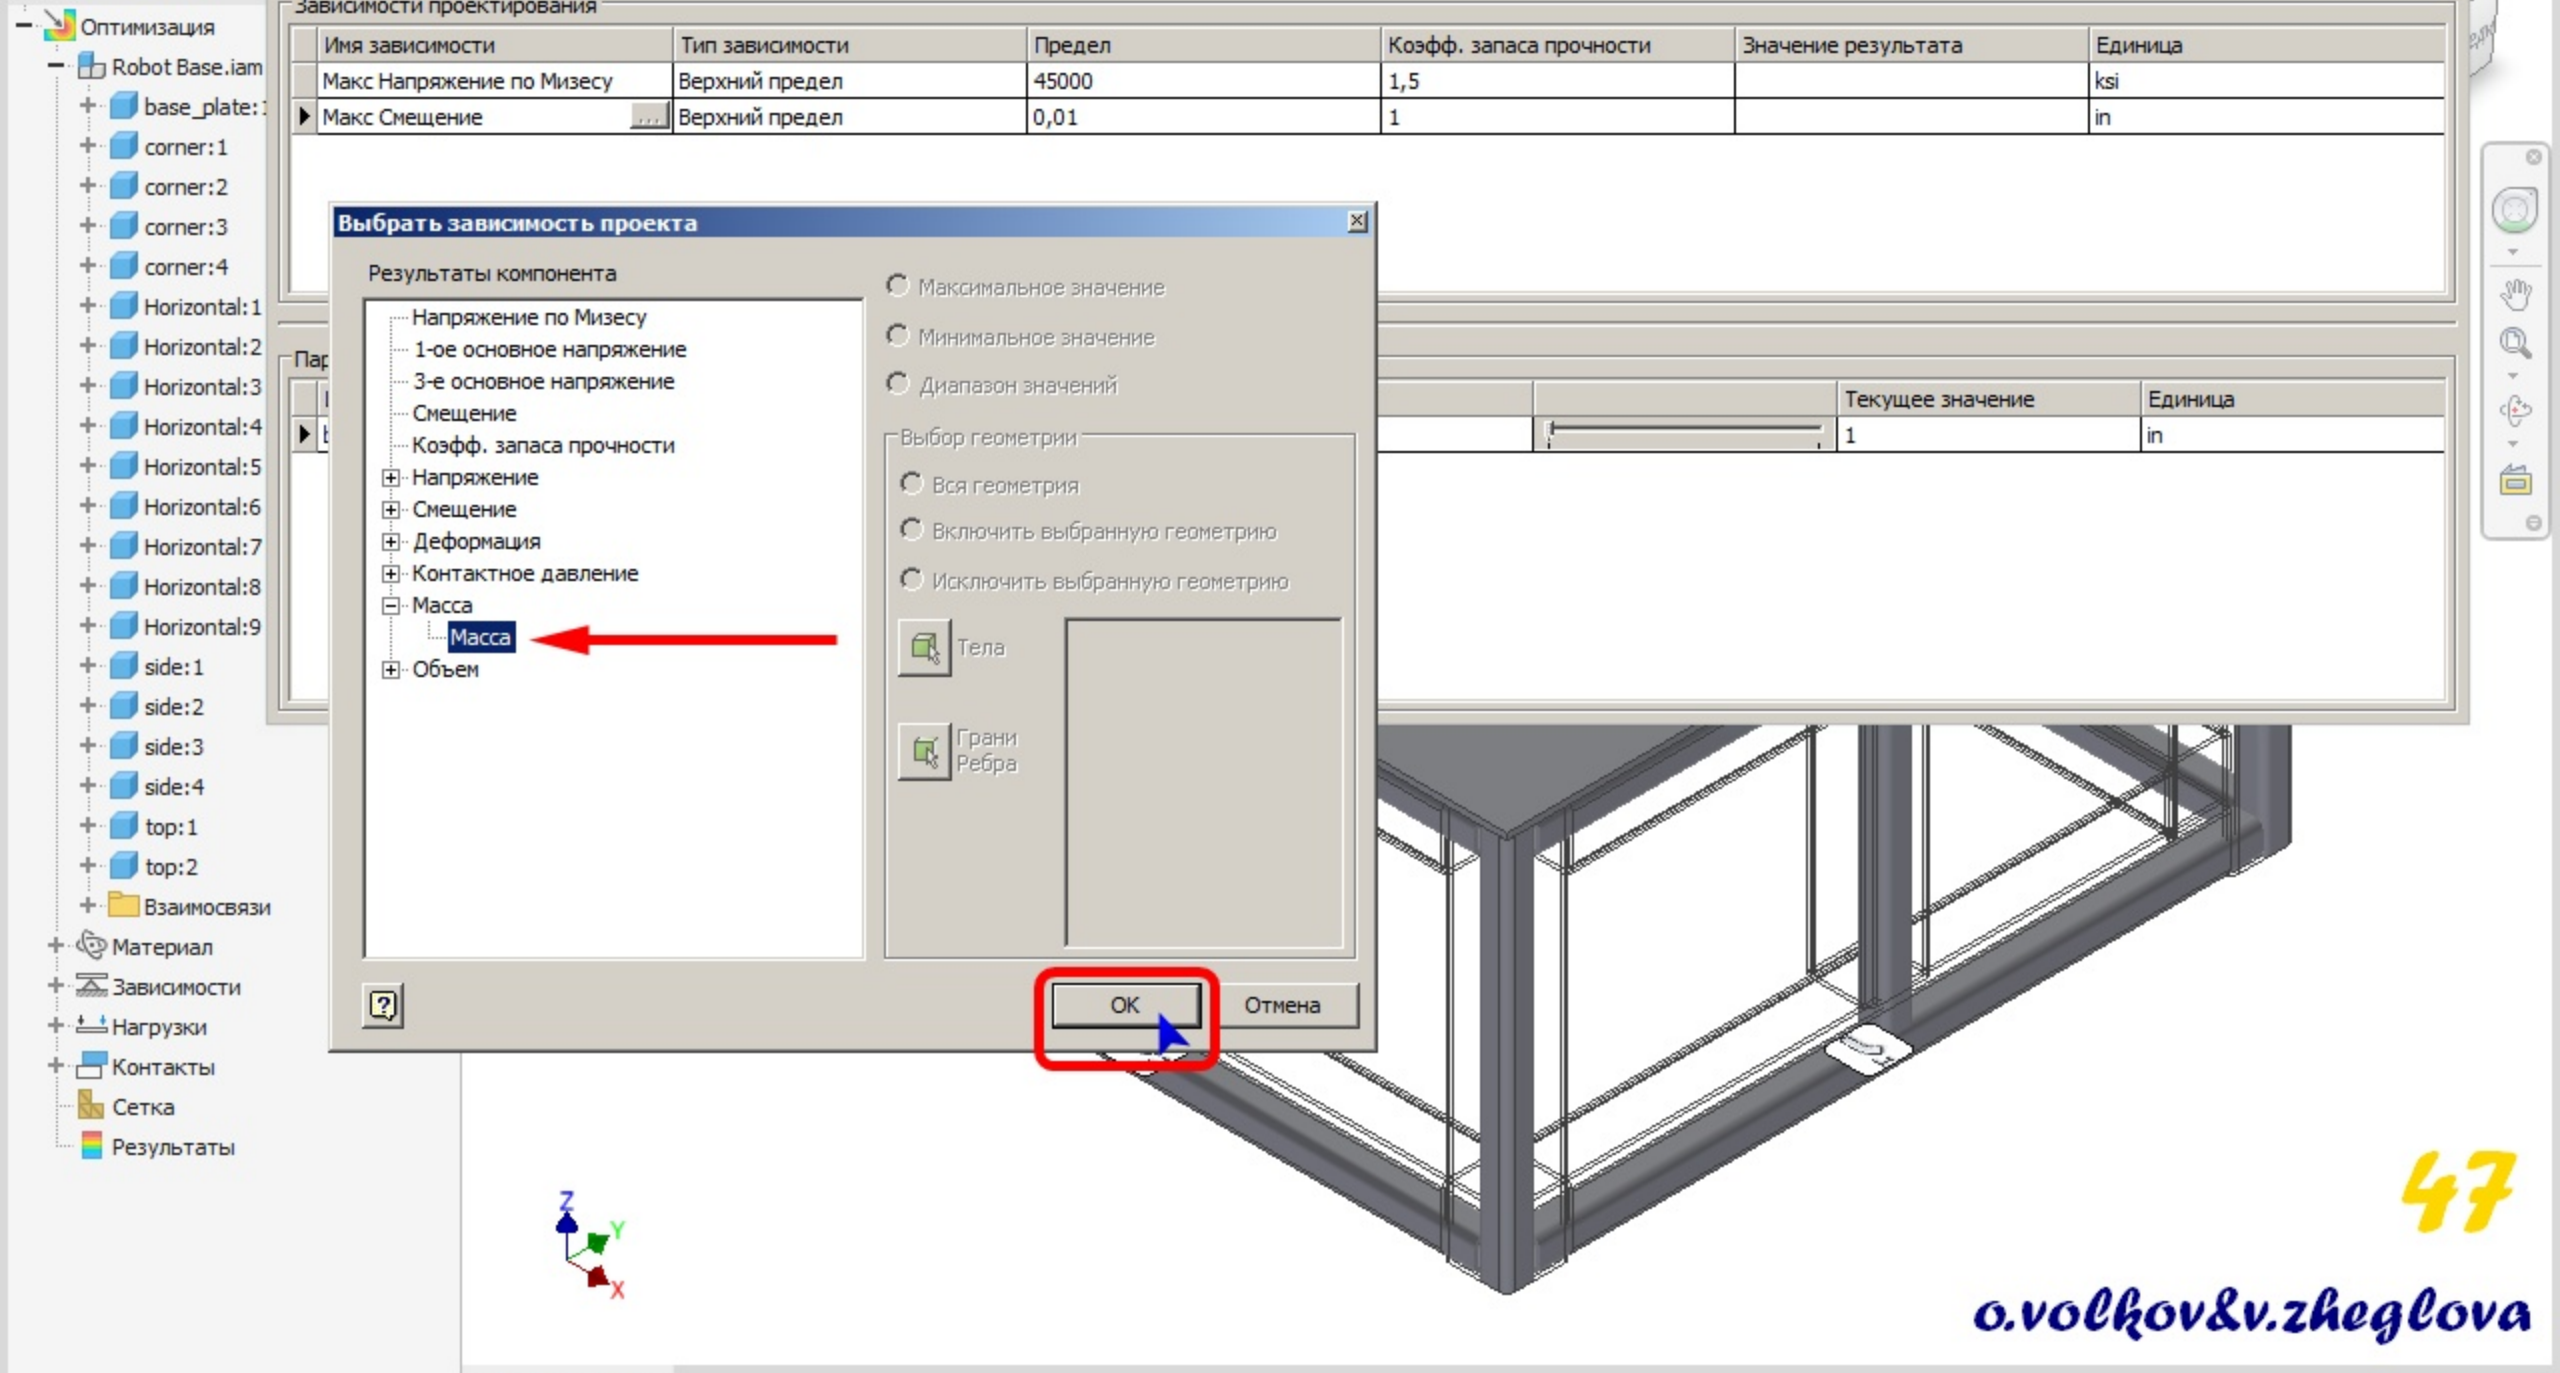 Зависимости проектирования
Имя зависимости Тип зависимости Предел Коэфф. запаса прочности Значение результата Единица
Макс Напряжение по Мизесу Верхний предел 45000 1,5 ksi
Макс Смещение ... Верхний предел 0,01 1 in
Оптимизация
Robot Base.iam
base_plate:1
corner:1
corner:2
corner:3
corner:4
Horizontal:1
Horizontal:2
Horizontal:3
Horizontal:4
Horizontal:5
Horizontal:6
Horizontal:7
Horizontal:8
Horizontal:9
side:1
side:2
side:3
side:4
top:1
top:2
Взаимосвязи
Материал
Зависимости
Нагрузки
Контакты
Сетка
Результаты
Выбрать зависимость проекта
Результаты компонента
Напряжение по Мизесу
1-ое основное напряжение
3-е основное напряжение
Смещение
Коэфф. запаса прочности
Напряжение
Смещение
Деформация
Контактное давление
Масса
Масса
Объем
Максимальное значение
Минимальное значение
Диапазон значений
Выбор геометрии
Вся геометрия
Включить выбранную геометрию
Исключить выбранную геометрию
Тела
Грани
Ребра
OK Отмена
Пар
Текущее значение Единица
1 in
Z
Y
X
47
o.volkov&v.zheglova